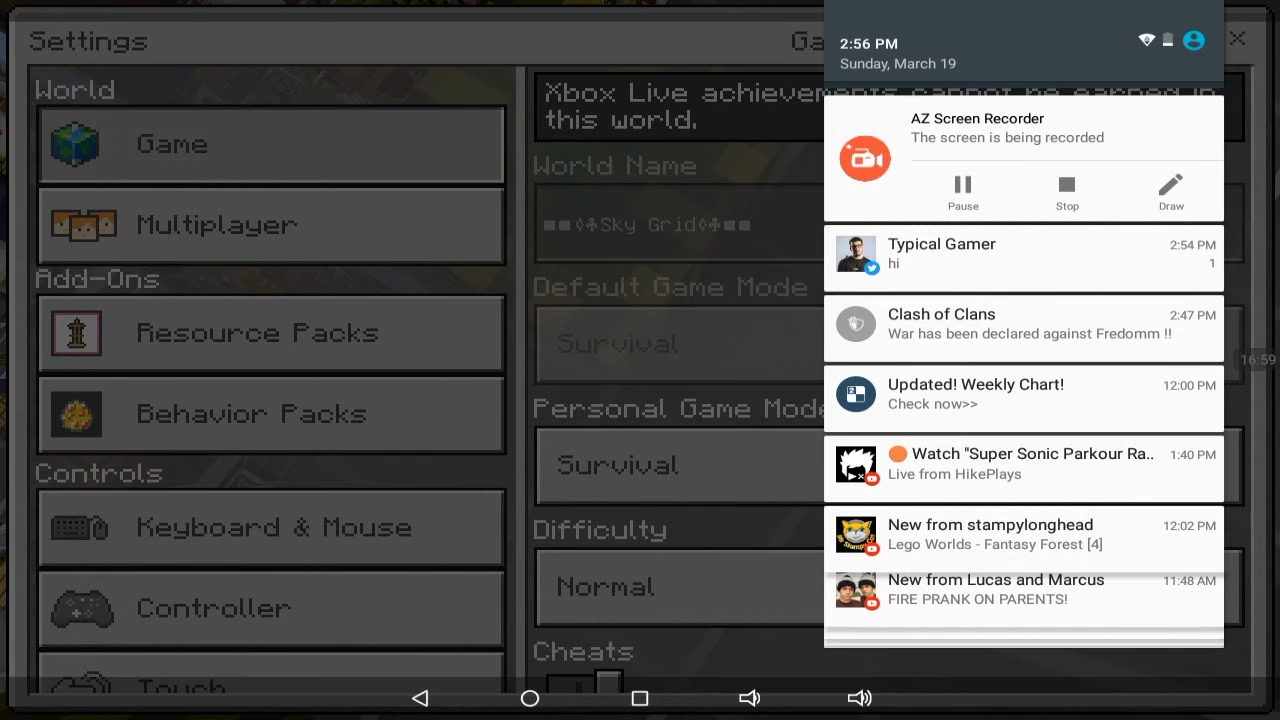 Settings
World
Game
Multiplayer
Add-Ons
Resource Packs
Behavior Packs
Controls
Keyboard & Mouse
Controller
Touch
Xbox Live achievements cannot be earned in
this world.
World Name
■■◊♣Sky Grid◊♣■■
Default Game Mode
Survival
Personal Game Mode
Survival
Difficulty
Normal
Cheats
2:56 PM
Sunday, March 19
AZ Screen Recorder
The screen is being recorded
Pause Stop Draw
Typical Gamer 2:54 PM
hi 1
Clash of Clans 2:47 PM
War has been declared against Fredomm !!
Updated! Weekly Chart! 12:00 PM
Check now>>
Watch "Super Sonic Parkour Ra.. 1:40 PM
Live from HikePlays
New from stampylonghead 12:02 PM
Lego Worlds - Fantasy Forest [4]
New from Lucas and Marcus 11:48 AM
FIRE PRANK ON PARENTS!
16:59